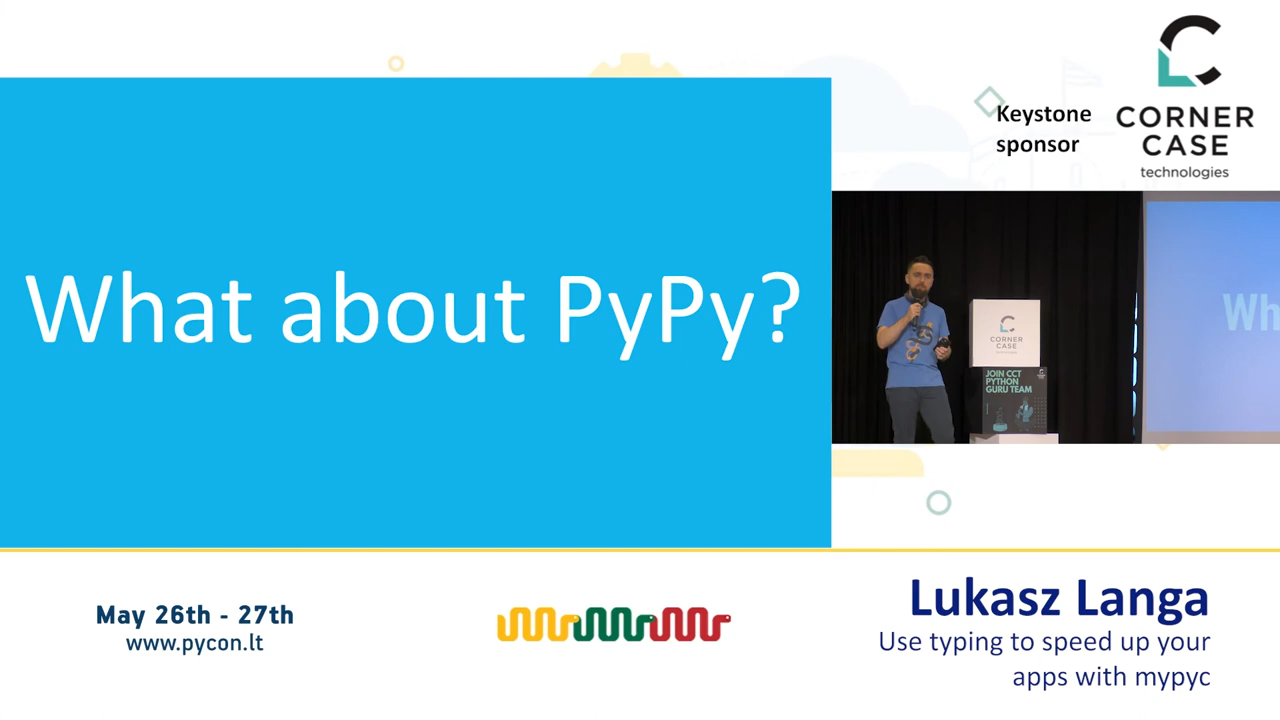 What about PyPy?
Keystone
sponsor
CORNER
CASE
technologies
Wh
CORNER
CASE
JOIN CCT
PYTHON
GURU TEAM
May 26th - 27th
www.pycon.lt
Lukasz Langa
Use typing to speed up your
apps with mypyc